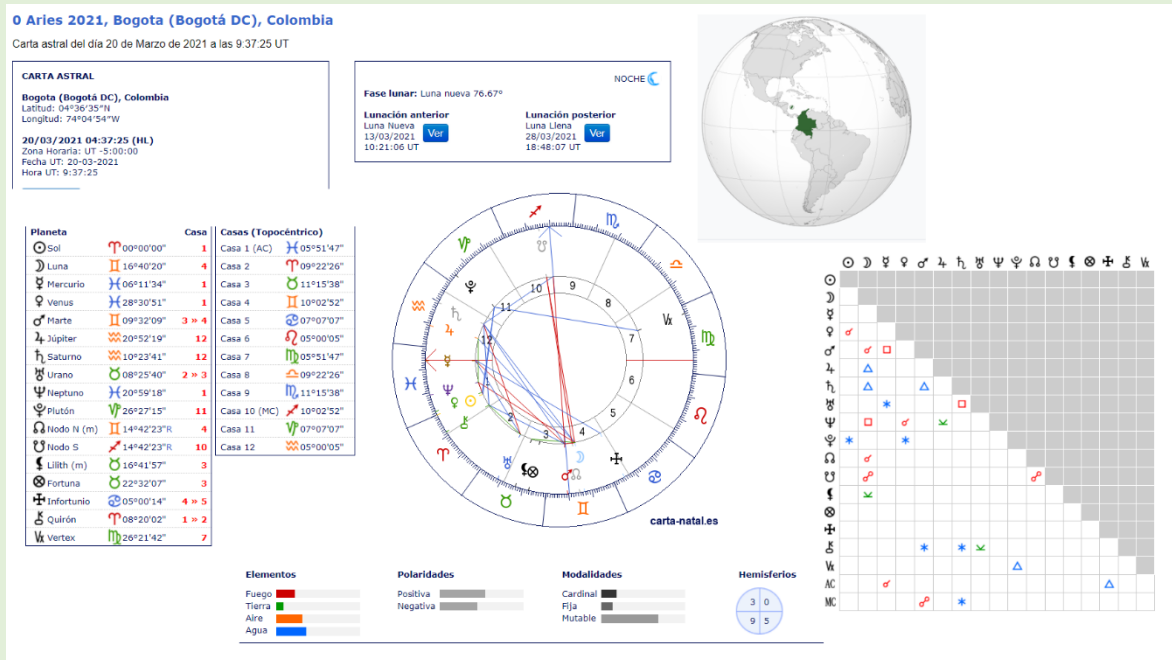 0 Aries 2021, Bogota (Bogotá DC), Colombia
Carta astral del día 20 de Marzo de 2021 a las 9:37:25 UT
CARTA ASTRAL
Bogota (Bogotá DC), Colombia
Latitud: 04°36'35"N
Longitud: 74°04'54"W
20/03/2021 04:37:25 (HL)
Zona Horaria: UT -5:00:00
Fecha UT: 20-03-2021
Hora UT: 9:37:25
NOCHE
Fase lunar: Luna nueva 76.67º
Lunación anterior
Luna Nueva
13/03/2021
10:21:06 UT
Ver
Lunación posterior
Luna Llena
28/03/2021
18:48:07 UT
Ver
Planeta Casa
☉ Sol ♈ 00°00'00" 1
☽ Luna ♊ 16°40'20" 4
☿ Mercurio ♓ 06°11'34" 1
♀ Venus ♓ 28°30'51" 1
♂ Marte ♊ 09°32'09" 3 » 4
♃ Júpiter ♒ 20°52'19" 12
♄ Saturno ♒ 10°23'41" 12
♅ Urano ♉ 08°25'40" 2 » 3
♆ Neptuno ♓ 20°59'18" 1
Plutón ♑ 26°27'15" 11
☊ Nodo N (m) ♊ 14°42'23"R 4
☋ Nodo S ♐ 14°42'23"R 10
⚸ Lilith (m) ♉ 16°41'57" 3
⊗ Fortuna ♉ 22°32'07" 3
Infortunio ♋ 05°00'14" 4 » 5
⚷ Quirón ♈ 08°20'02" 1 » 2
Vx Vertex ♍ 26°21'42" 7
Casas (Topocéntrico)
Casa 1 (AC) ♓ 05°51'47"
Casa 2 ♈ 09°22'26"
Casa 3 ♉ 11°15'38"
Casa 4 ♊ 10°02'52"
Casa 5 ♋ 07°07'07"
Casa 6 ♌ 05°00'05"
Casa 7 ♍ 05°51'47"
Casa 8 ♎ 09°22'26"
Casa 9 ♏ 11°15'38"
Casa 10 (MC) ♐ 10°02'52"
Casa 11 ♑ 07°07'07"
Casa 12 ♒ 05°00'05"
1
2
3
4
5
6
7
8
9
10
11
12
Vx
carta-natal.es
Vx
Vx
AC
MC
Elementos
Fuego
Tierra
Aire
Agua
Polaridades
Positiva
Negativa
Modalidades
Cardinal
Fija
Mutable
Hemisferios
3 0
9 5